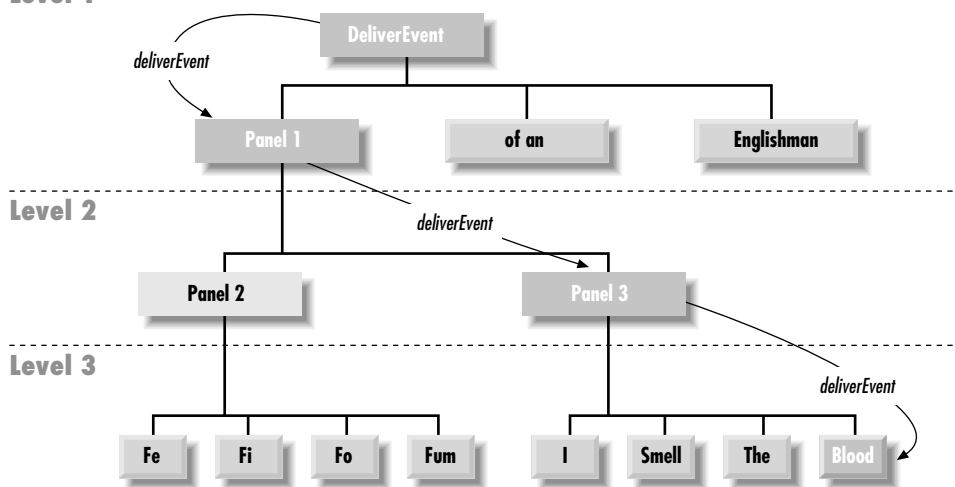 DeliverEvent
deliverEvent
Panel 1
of an
Englishman
Level 2
deliverEvent
Panel 2
Panel 3
Level 3
deliverEvent
Fe
Fi
Fo
Fum
I
Smell
The
Blood